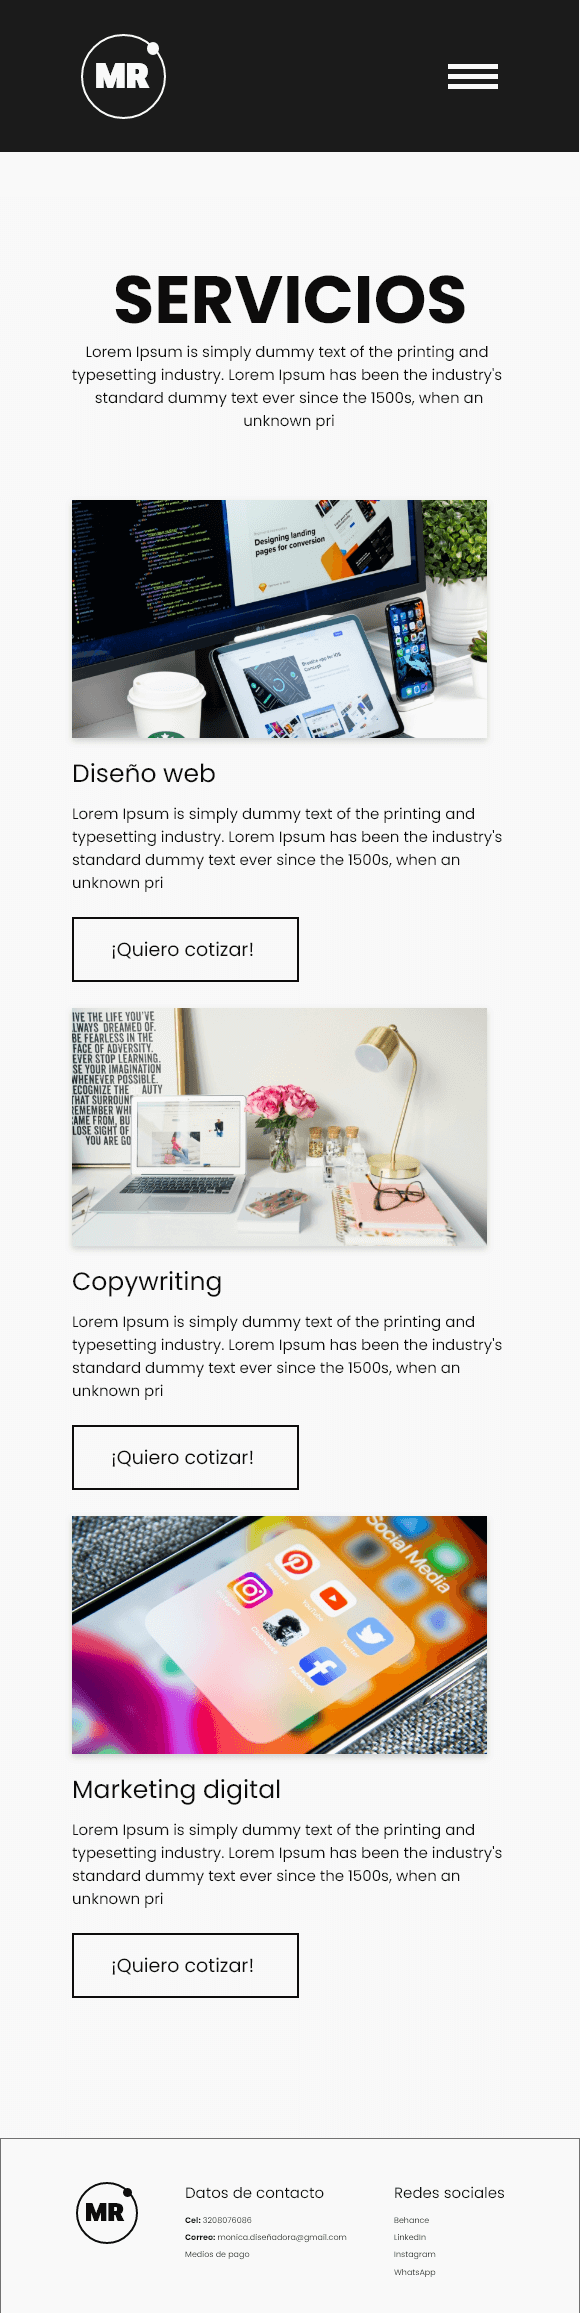 MR
SERVICIOS
Lorem Ipsum is simply dummy text of the printing and
typesetting industry. Lorem Ipsum has been the industry's
standard dummy text ever since the 1500s, when an
unknown pri
Designing landing
pages for conversion
Diseño web
Lorem Ipsum is simply dummy text of the printing and
typesetting industry. Lorem Ipsum has been the industry's
standard dummy text ever since the 1500s, when an
unknown pri
¡Quiero cotizar!
IVE THE LIFE YOU'VE
LWAYS DREAMED OF.
BE FEARLESS IN THE
FACE OF ADVERSITY.
EVER STOP LEARNING.
SE YOUR IMAGINATION
WHENEVER POSSIBLE.
ECOGNIZE THE AUTY
THAT SURROUN
REMEMBER WH
AME FROM, BU
LOSE SIGHT OF
YOU ARE GO
Copywriting
Lorem Ipsum is simply dummy text of the printing and
typesetting industry. Lorem Ipsum has been the industry's
standard dummy text ever since the 1500s, when an
unknown pri
¡Quiero cotizar!
Social Media
Pinterest
YouTube
Twitter
Instagram
Facebook
Marketing digital
Lorem Ipsum is simply dummy text of the printing and
typesetting industry. Lorem Ipsum has been the industry's
standard dummy text ever since the 1500s, when an
unknown pri
¡Quiero cotizar!
MR
Datos de contacto
Cel: 3208076086
Correo: monica.diseñadora@gmail.com
Medios de pago
Redes sociales
Behance
LinkedIn
Instagram
WhatsApp